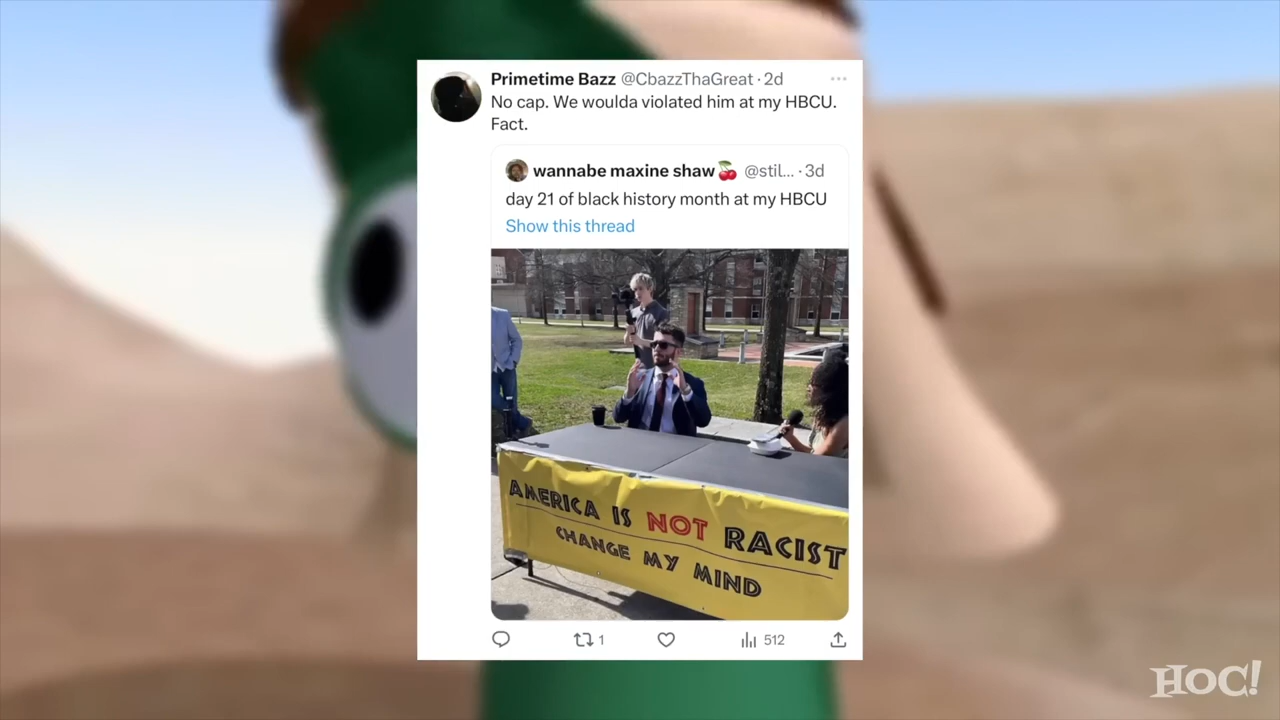 Primetime Bazz @CbazzThaGreat · 2d
No cap. We woulda violated him at my HBCU.
Fact.
wannabe maxine shaw🍒 @stil... · 3d
day 21 of black history month at my HBCU
Show this thread
AMERICA IS NOT RACIST
CHANGE MY MIND
1
512
HOC!